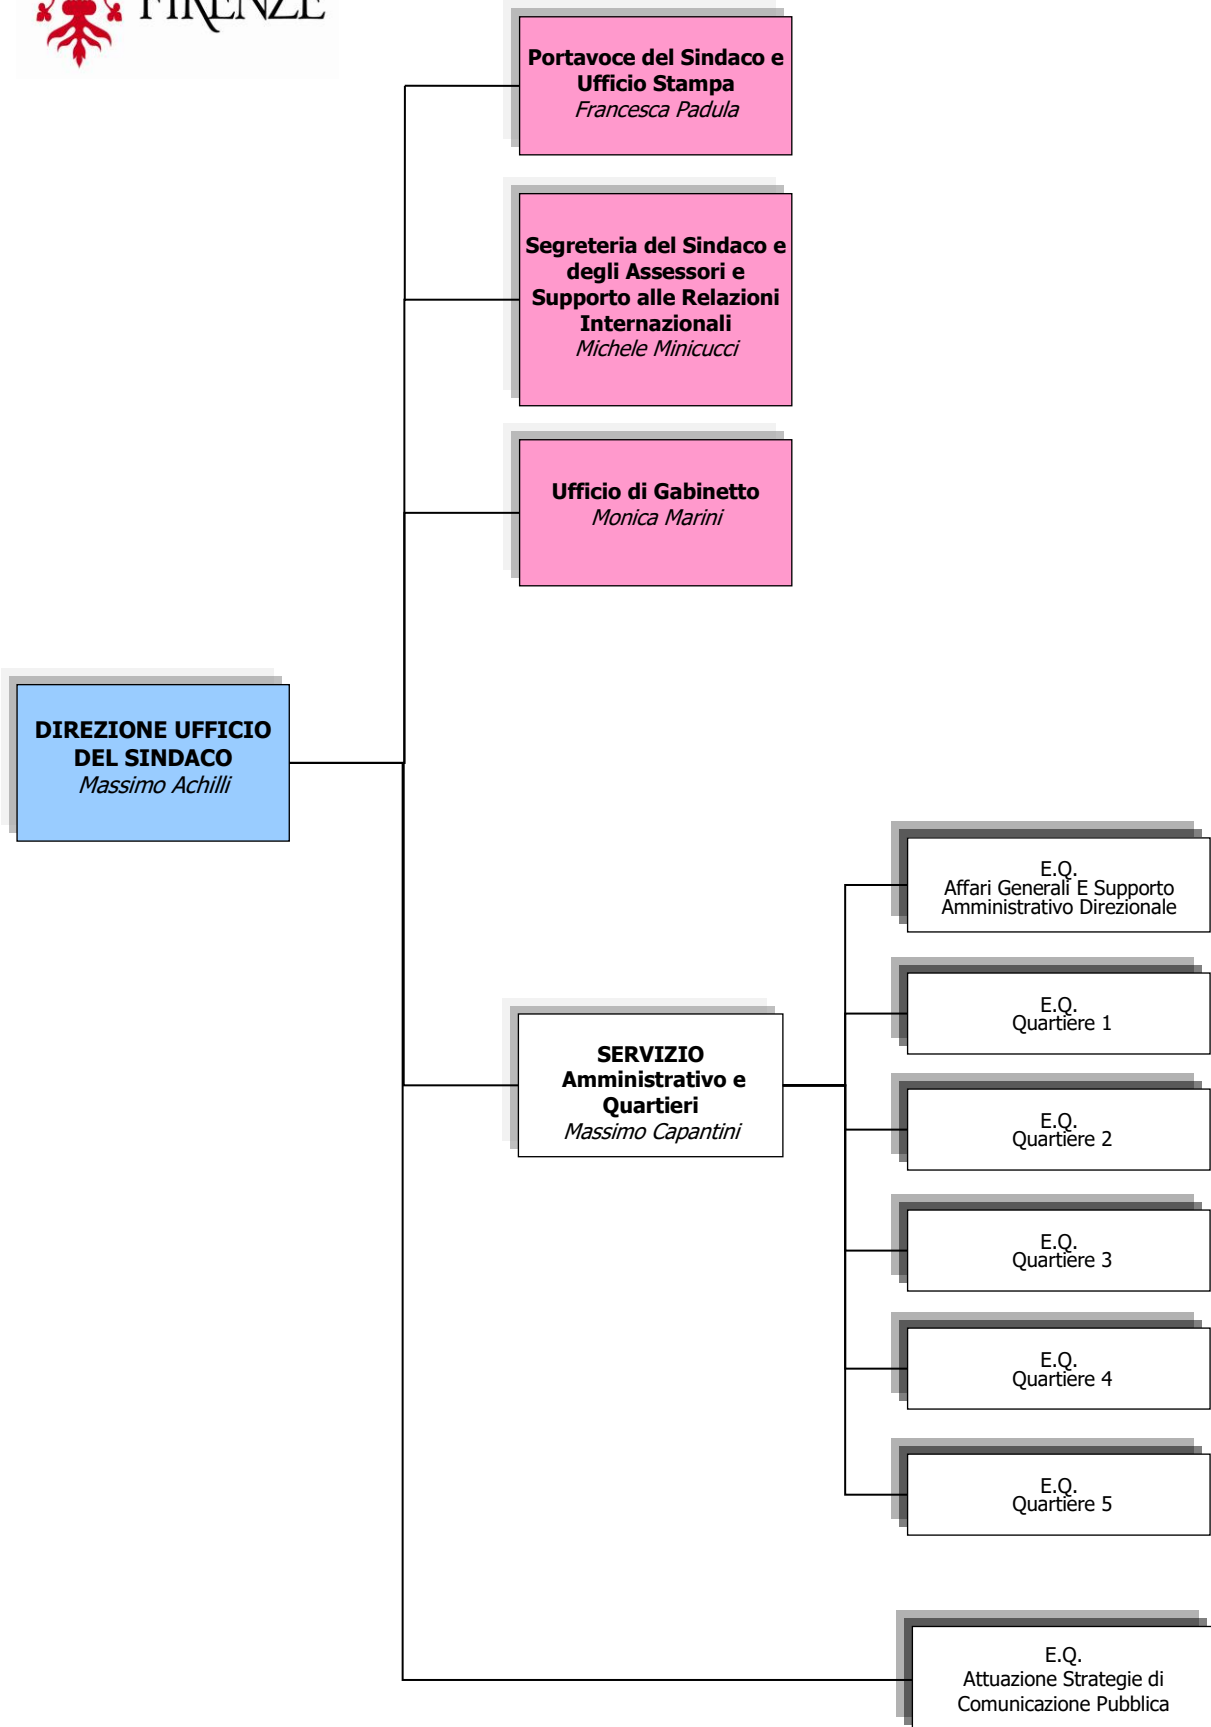 FIRENZE
Portavoce del Sindaco e
Ufficio Stampa
Francesca Padula
Segreteria del Sindaco e
degli Assessori e
Supporto alle Relazioni
Internazionali
Michele Minicucci
Ufficio di Gabinetto
Monica Marini
DIREZIONE UFFICIO
DEL SINDACO
Massimo Achilli
SERVIZIO
Amministrativo e
Quartieri
Massimo Capantini
E.Q.
Affari Generali E Supporto
Amministrativo Direzionale
E.Q.
Quartiere 1
E.Q.
Quartiere 2
E.Q.
Quartiere 3
E.Q.
Quartiere 4
E.Q.
Quartiere 5
E.Q.
Attuazione Strategie di
Comunicazione Pubblica